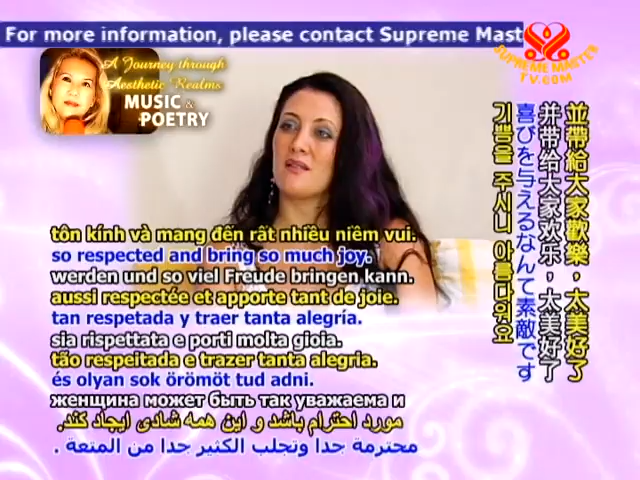 For more information, please contact Supreme Mast
SUPREME MASTER
TV.COM
A Journey through
Aesthetic Realms
MUSIC &
POETRY
tôn kính và mang đến rất nhiều niềm vui.
so respected and bring so much joy.
werden und so viel Freude bringen kann.
aussi respectée et apporte tant de joie.
tan respetada y traer tanta alegría.
sia rispettata e porti molta gioia.
tão respeitada e trazer tanta alegria.
és olyan sok örömöt tud adni.
женщина может быть так уважаема и
مورد احترام باشد و این همه شادی ایجاد کند.
محترمة جدا وتجلب الكثير جدا من المتعة .
並帶給大家歡樂，太美好了
并带给大家欢乐，太美好了
喜びを与えるなんて素敵です
기쁨을 주시니 아름다워요